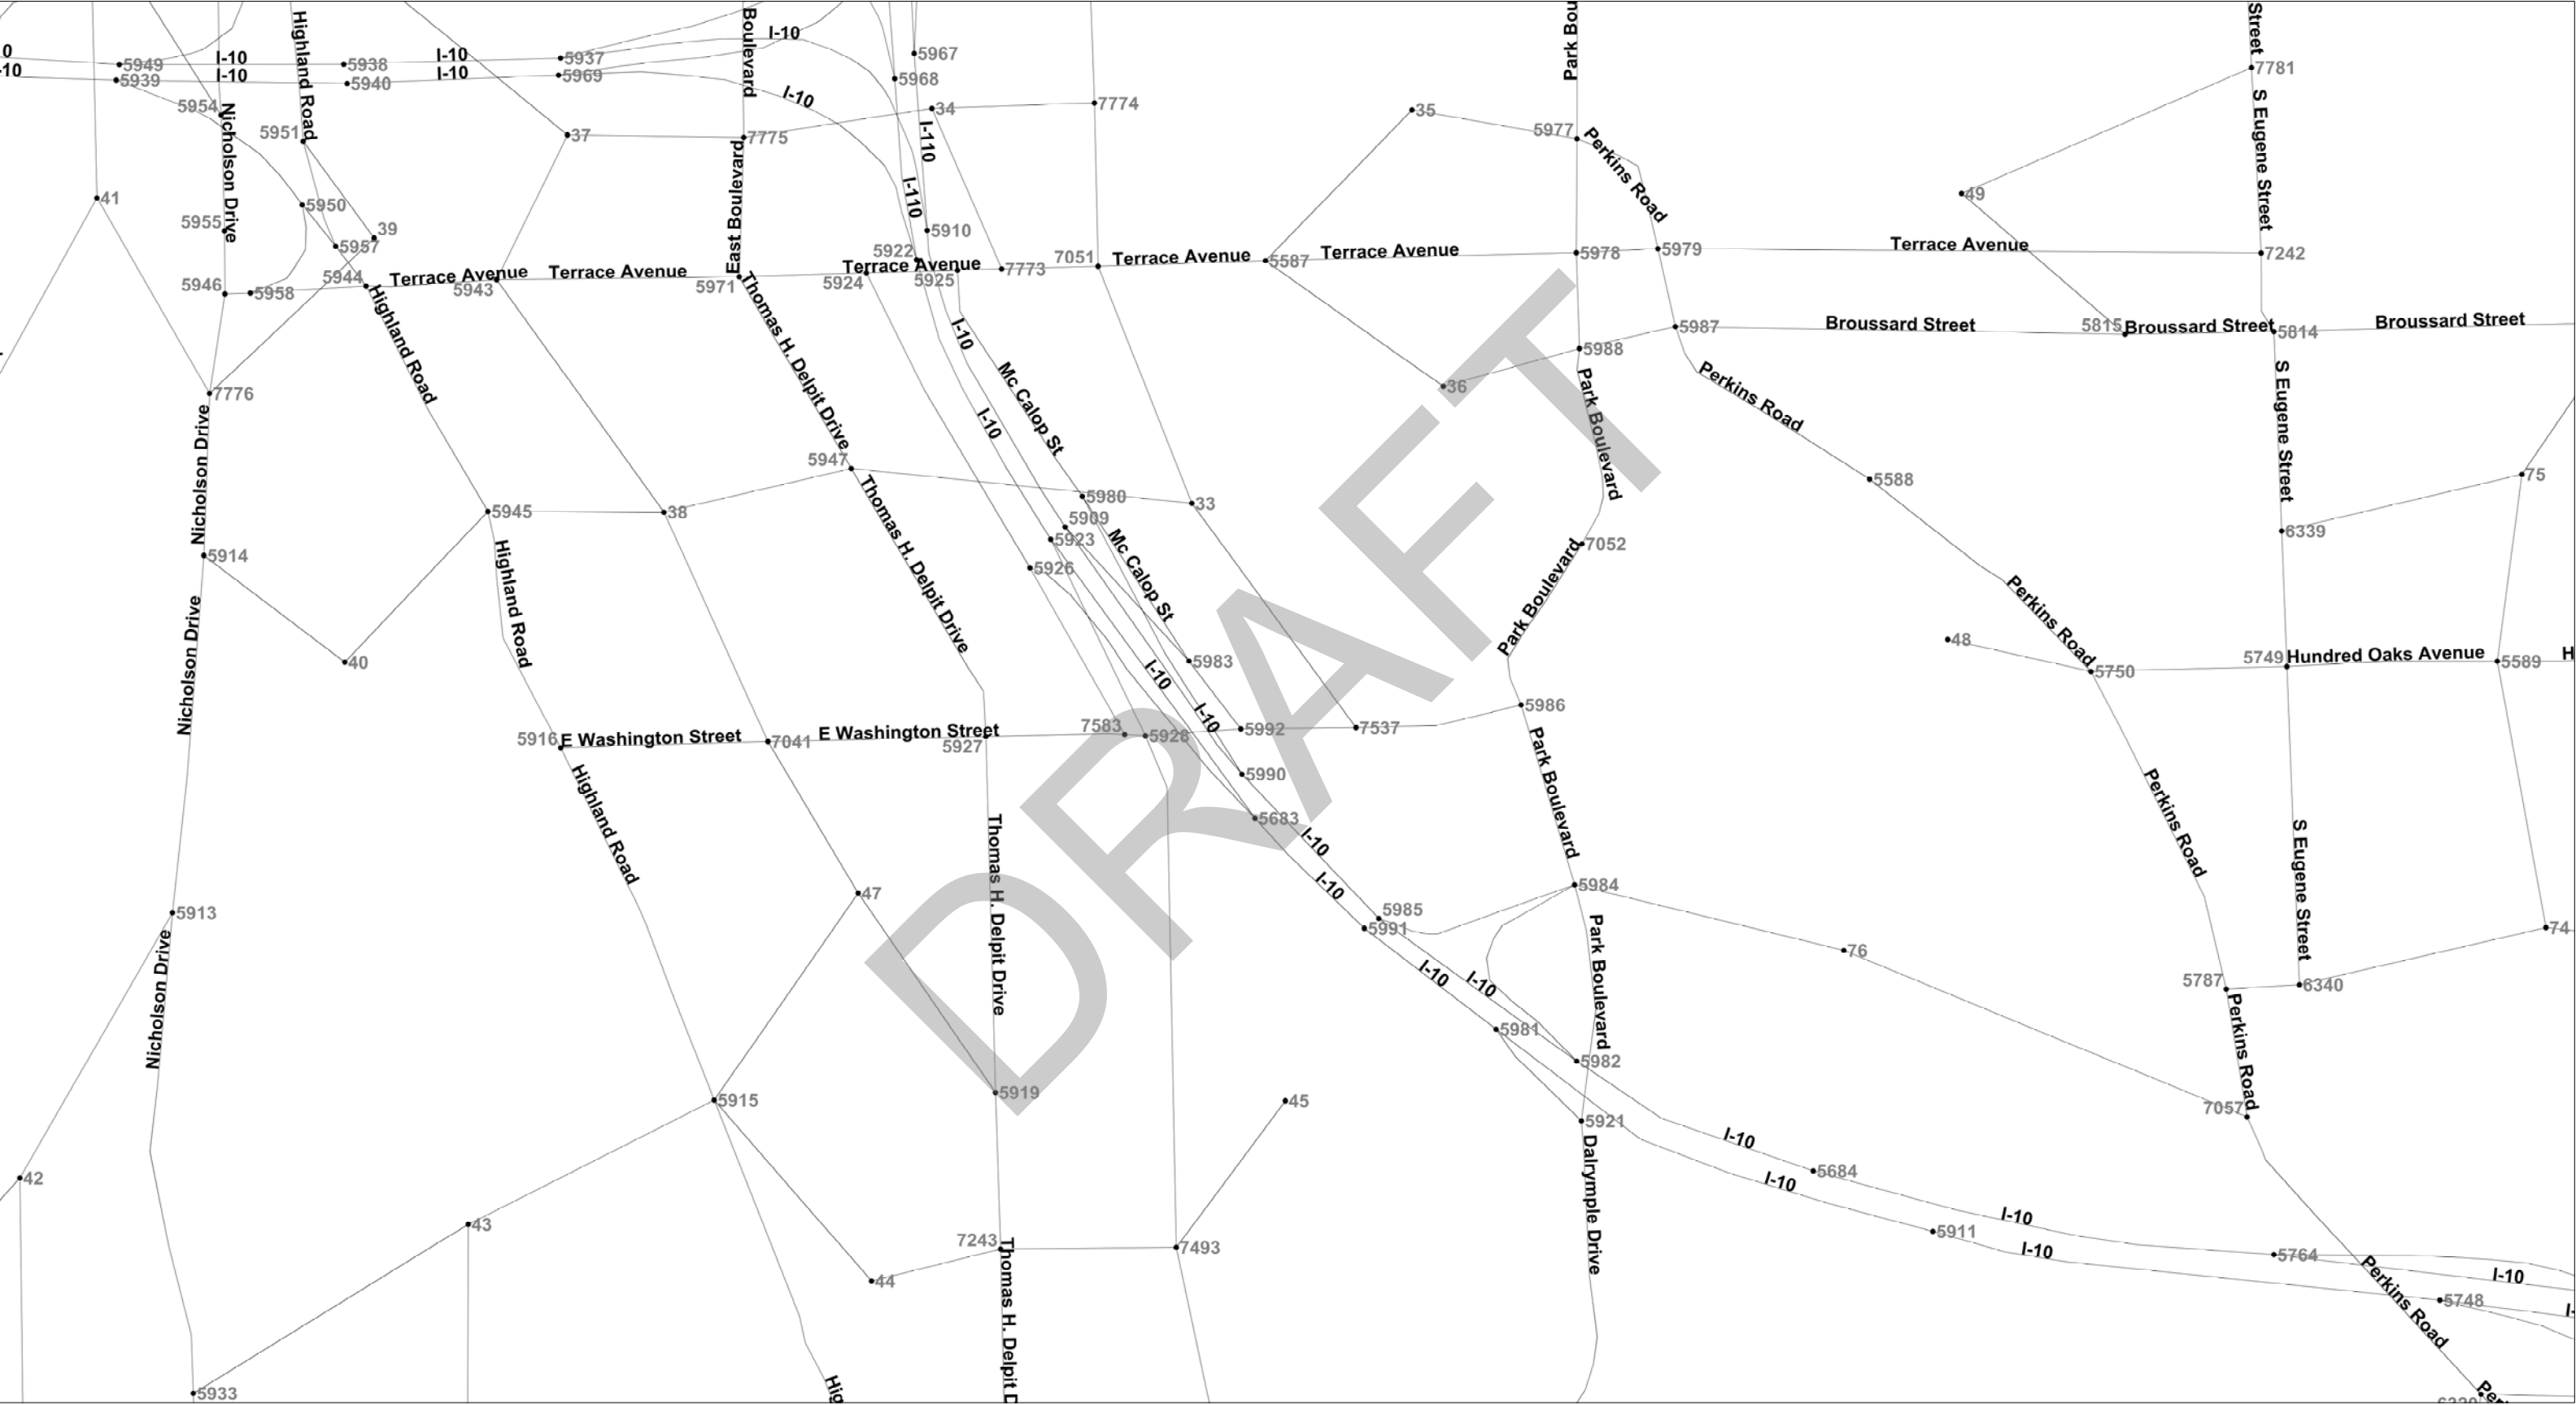 Highland Road
Boulevard
Park Bou
Street
0
I-10
I-10
I-10
5967
-10
5949
5938
5937
7781
5939
I-10
5940
I-10
5969
5968
5954
I-10
34
7774
35
S Eugene Street
Nicholson Drive
5951
37
7775
I-110
5977
Perkins Road
41
5950
East Boulevard
I-110
49
5955
39
5910
5957
5922
7051
Terrace Avenue
5587
Terrace Avenue
5978
5979
Terrace Avenue
7242
5946
5958
5944
Terrace Avenue
5943
Terrace Avenue
5971
5924
Terrace Avenue
5925
7773
Highland Road
Thomas H. Delpit Drive
I-10
Mc Calop St
5988
5987
Broussard Street
5815
Broussard Street
5814
Broussard Street
7776
I-10
36
Park Boulevard
Perkins Road
S Eugene Street
Nicholson Drive
5947
5980
33
5588
75
5945
38
5909
6339
5914
Highland Road
Thomas H. Delpit Drive
5923
Mc Calop St
7052
5926
Park Boulevard
Perkins Road
Nicholson Drive
40
5983
48
5750
5749
Hundred Oaks Avenue
5589
H
I-10
5986
5916
E Washington Street
7041
E Washington Street
5927
7583
5928
I-10
5992
7537
Highland Road
5990
Park Boulevard
Perkins Road
5683
I-10
Thomas H. Delpit Drive
S Eugene Street
47
I-10
5984
5913
5985
5991
Park Boulevard
76
74
Nicholson Drive
I-10
I-10
5787
6340
5981
Perkins Road
5982
5915
5919
45
5921
7057
Dalrymple Drive
I-10
42
5684
I-10
43
7243
7493
I-10
5911
I-10
5764
44
Thomas H. Delpit D
Perkins Road
I-10
5748
I-
5933
Hig
Per
DRAFT